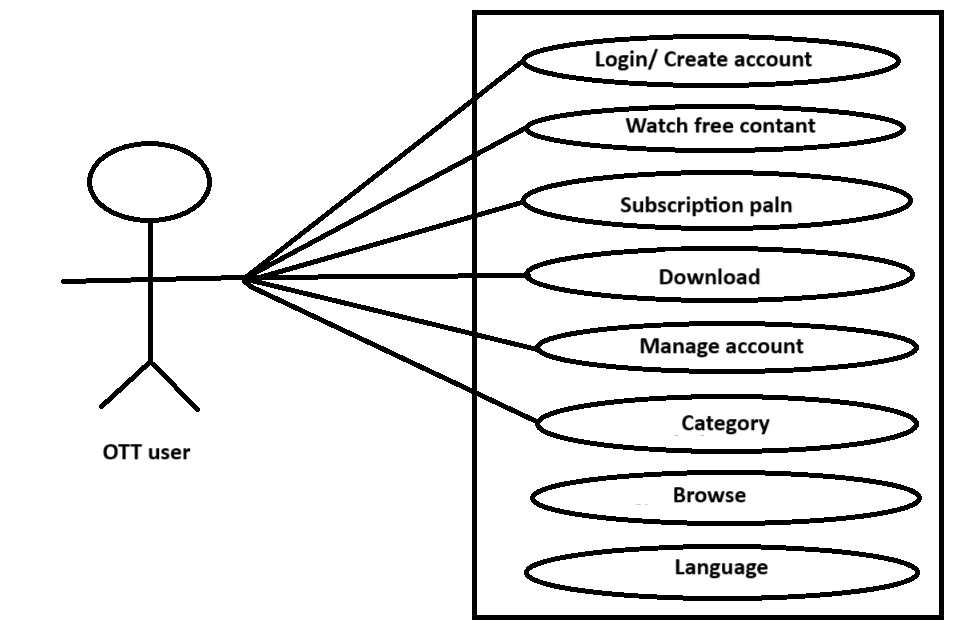 Login/ Create account
Watch free contant
Subscription paln
Download
Manage account
Category
Browse
Language
OTT user